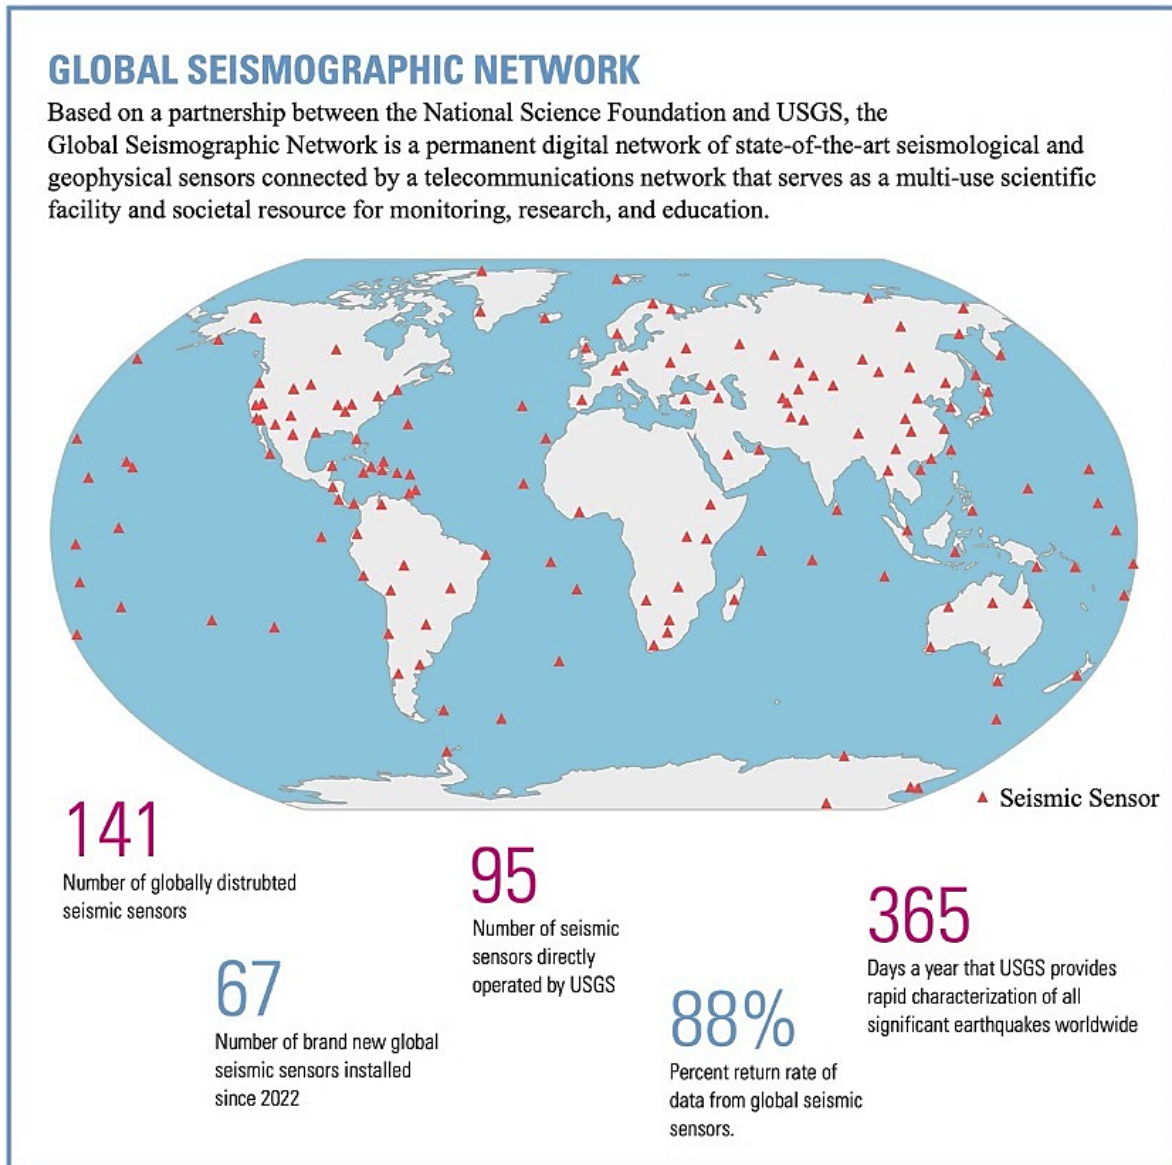 GLOBAL SEISMOGRAPHIC NETWORK
Based on a partnership between the National Science Foundation and USGS, the
Global Seismographic Network is a permanent digital network of state-of-the-art seismological and
geophysical sensors connected by a telecommunications network that serves as a multi-use scientific
facility and societal resource for monitoring, research, and education.
Seismic Sensor
141
Number of globally distrubted
seismic sensors
95
Number of seismic
sensors directly
operated by USGS
365
Days a year that USGS provides
rapid characterization of all
significant earthquakes worldwide
67
Number of brand new global
seismic sensors installed
since 2022
88%
Percent return rate of
data from global seismic
sensors.